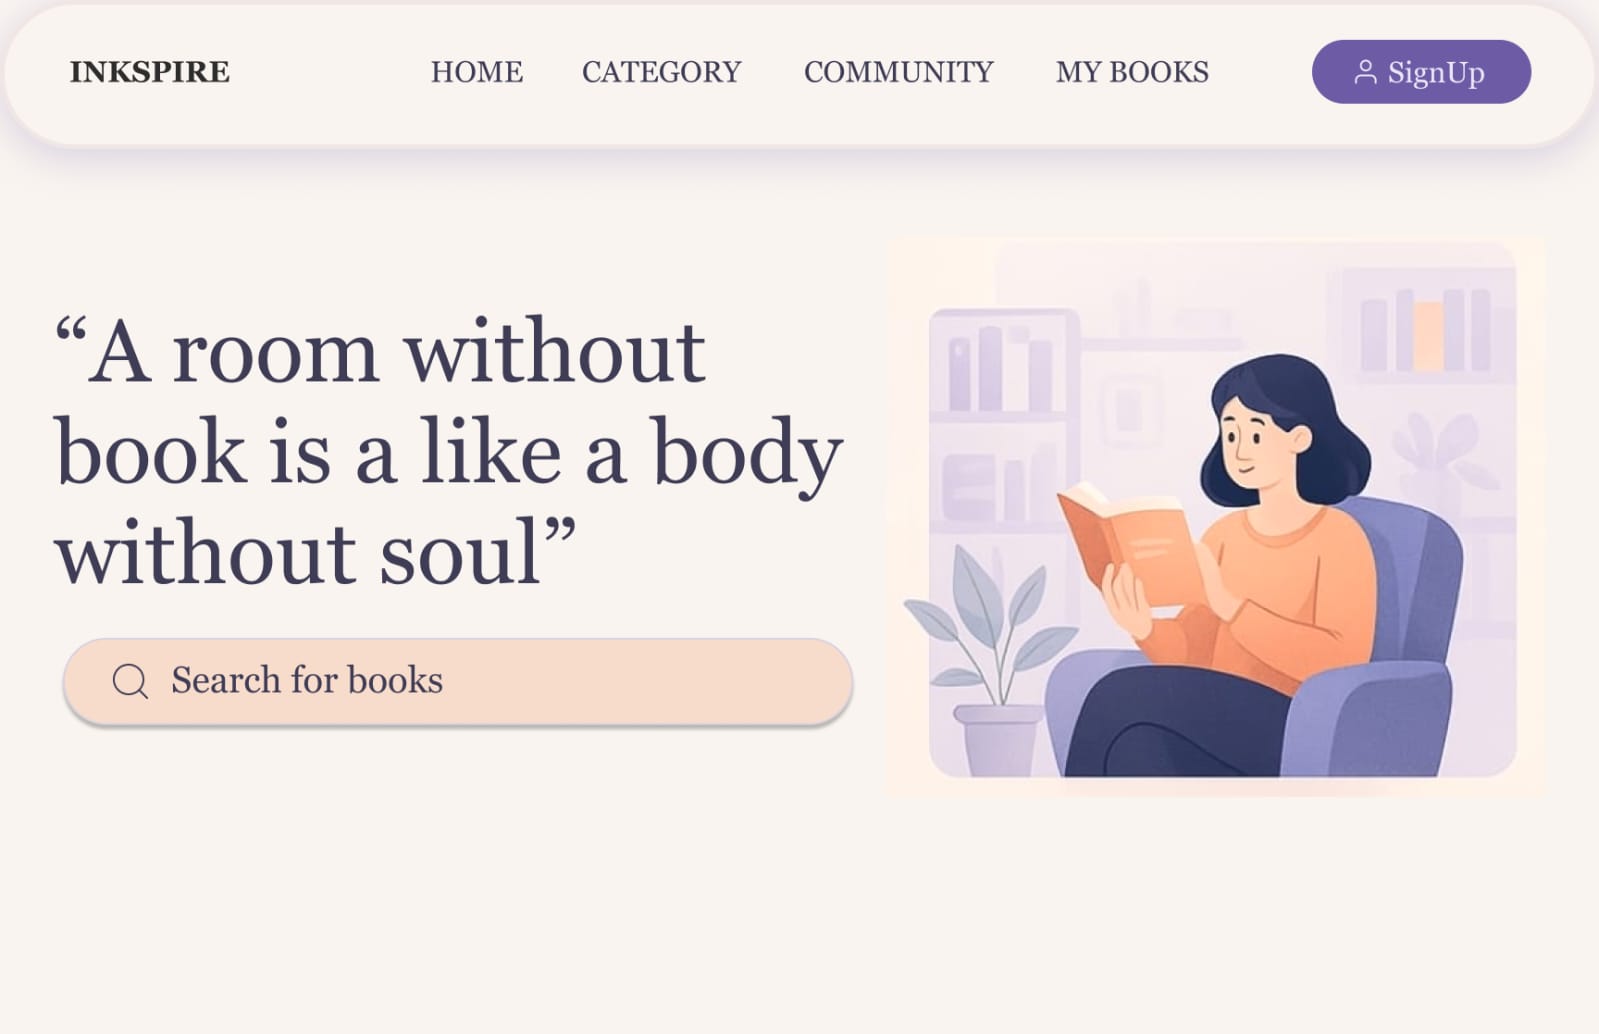 INKSPIRE
HOME
CATEGORY
COMMUNITY
MY BOOKS
SignUp
“A room without
book is a like a body
without soul”
Search for books